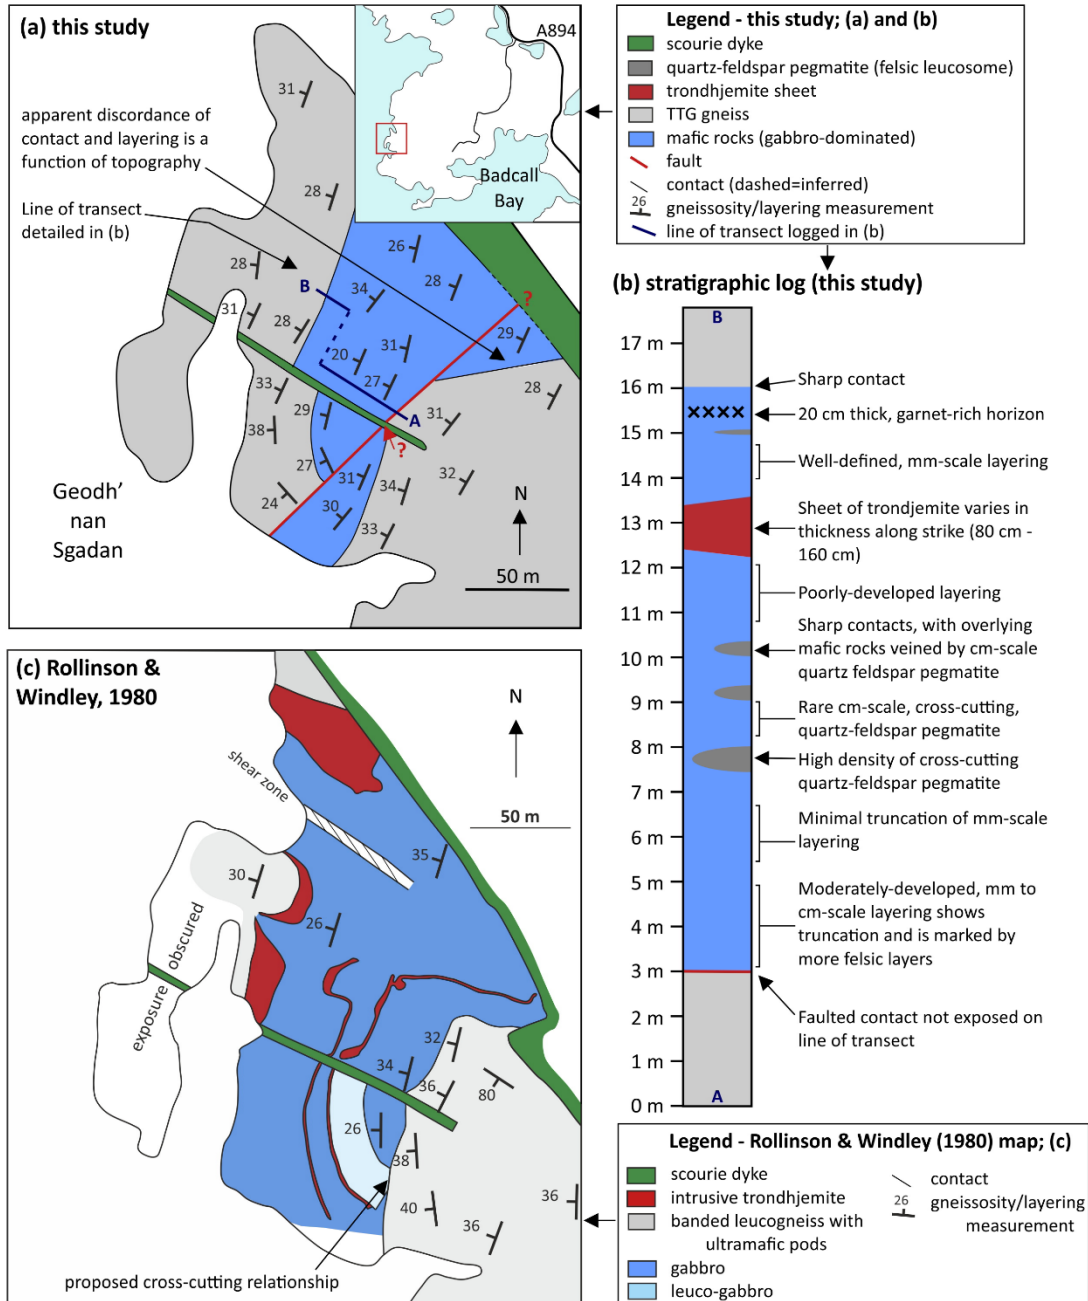 (a) this study
A894
Badcall
Bay
apparent discordance of
contact and layering is a
function of topography
Line of transect
detailed in (b)
31
28
28
31
28
26
28
34
29
20
31
27
28
B
A
?
?
33
38
29
27
24
31
30
34
33
31
32
Geodh'
nan
Sgadan
N
50 m
Legend - this study; (a) and (b)
scourie dyke
quartz-feldspar pegmatite (felsic leucosome)
trondhjemite sheet
TTG gneiss
mafic rocks (gabbro-dominated)
fault
contact (dashed=inferred)
26
gneissosity/layering measurement
line of transect logged in (b)
(b) stratigraphic log (this study)
B
17 m
16 m
15 m
14 m
13 m
12 m
11 m
10 m
9 m
8 m
7 m
6 m
5 m
4 m
3 m
2 m
1 m
0 m
A
Sharp contact
20 cm thick, garnet-rich horizon
Well-defined, mm-scale layering
Sheet of trondjemite varies in
thickness along strike (80 cm -
160 cm)
Poorly-developed layering
Sharp contacts, with overlying
mafic rocks veined by cm-scale
quartz feldspar pegmatite
Rare cm-scale, cross-cutting,
quartz-feldspar pegmatite
High density of cross-cutting
quartz-feldspar pegmatite
Minimal truncation of mm-scale
layering
Moderately-developed, mm to
cm-scale layering shows
truncation and is marked by
more felsic layers
Faulted contact not exposed on
line of transect
(c) Rollinson &
Windley, 1980
N
50 m
shear zone
35
30
26
exposure obscured
32
34
36
80
26
38
40
36
36
proposed cross-cutting relationship
Legend - Rollinson & Windley (1980) map; (c)
scourie dyke
intrusive trondhjemite
banded leucogneiss with
ultramafic pods
gabbro
leuco-gabbro
contact
26
gneissosity/layering
measurement